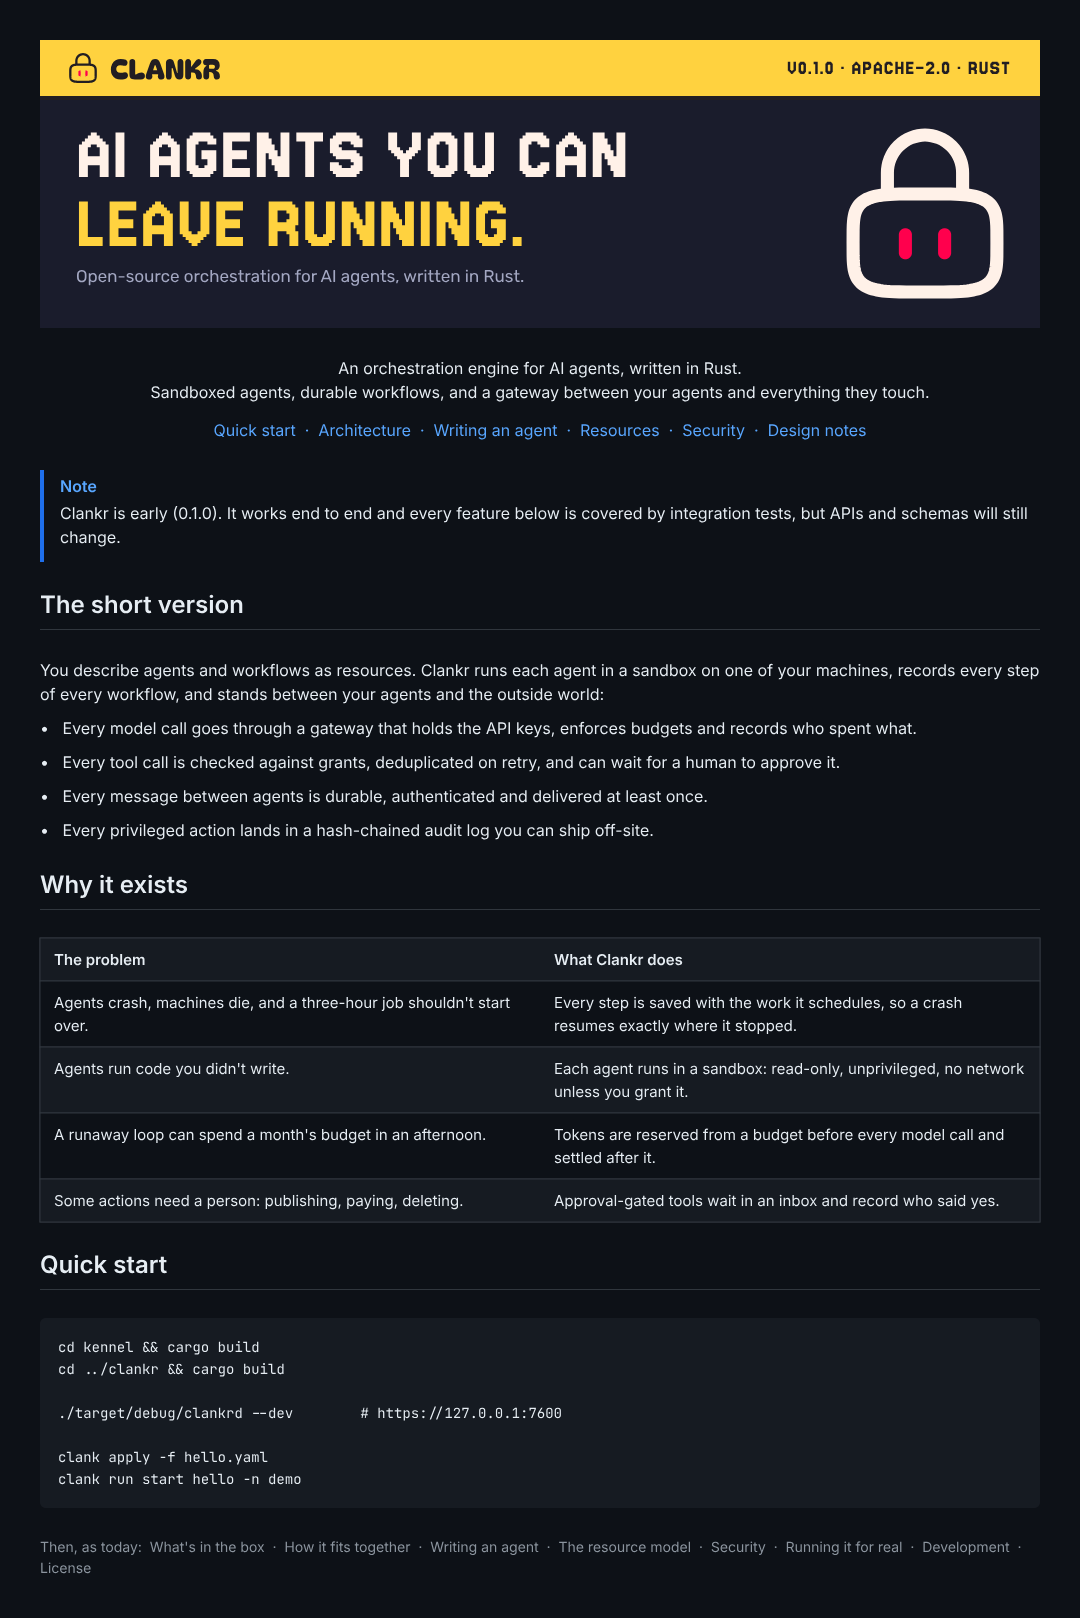 CLANKR
V0.1.0 · APACHE-2.0 · RUST
AI AGENTS YOU CAN
LEAVE RUNNING.
Open-source orchestration for AI agents, written in Rust.
An orchestration engine for AI agents, written in Rust.
Sandboxed agents, durable workflows, and a gateway between your agents and everything they touch.
Quick start · Architecture · Writing an agent · Resources · Security · Design notes
Note
Clankr is early (0.1.0). It works end to end and every feature below is covered by integration tests, but APIs and schemas will still
change.
The short version
You describe agents and workflows as resources. Clankr runs each agent in a sandbox on one of your machines, records every step
of every workflow, and stands between your agents and the outside world:
• Every model call goes through a gateway that holds the API keys, enforces budgets and records who spent what.
• Every tool call is checked against grants, deduplicated on retry, and can wait for a human to approve it.
• Every message between agents is durable, authenticated and delivered at least once.
• Every privileged action lands in a hash-chained audit log you can ship off-site.
Why it exists
The problem
What Clankr does
Agents crash, machines die, and a three-hour job shouldn't start
over.
Every step is saved with the work it schedules, so a crash
resumes exactly where it stopped.
Agents run code you didn't write.
Each agent runs in a sandbox: read-only, unprivileged, no network
unless you grant it.
A runaway loop can spend a month's budget in an afternoon.
Tokens are reserved from a budget before every model call and
settled after it.
Some actions need a person: publishing, paying, deleting.
Approval-gated tools wait in an inbox and record who said yes.
Quick start
cd kennel && cargo build
cd ../clankr && cargo build
./target/debug/clankrd --dev        # https://127.0.0.1:7600
clank apply -f hello.yaml
clank run start hello -n demo
Then, as today: What's in the box · How it fits together · Writing an agent · The resource model · Security · Running it for real · Development ·
License